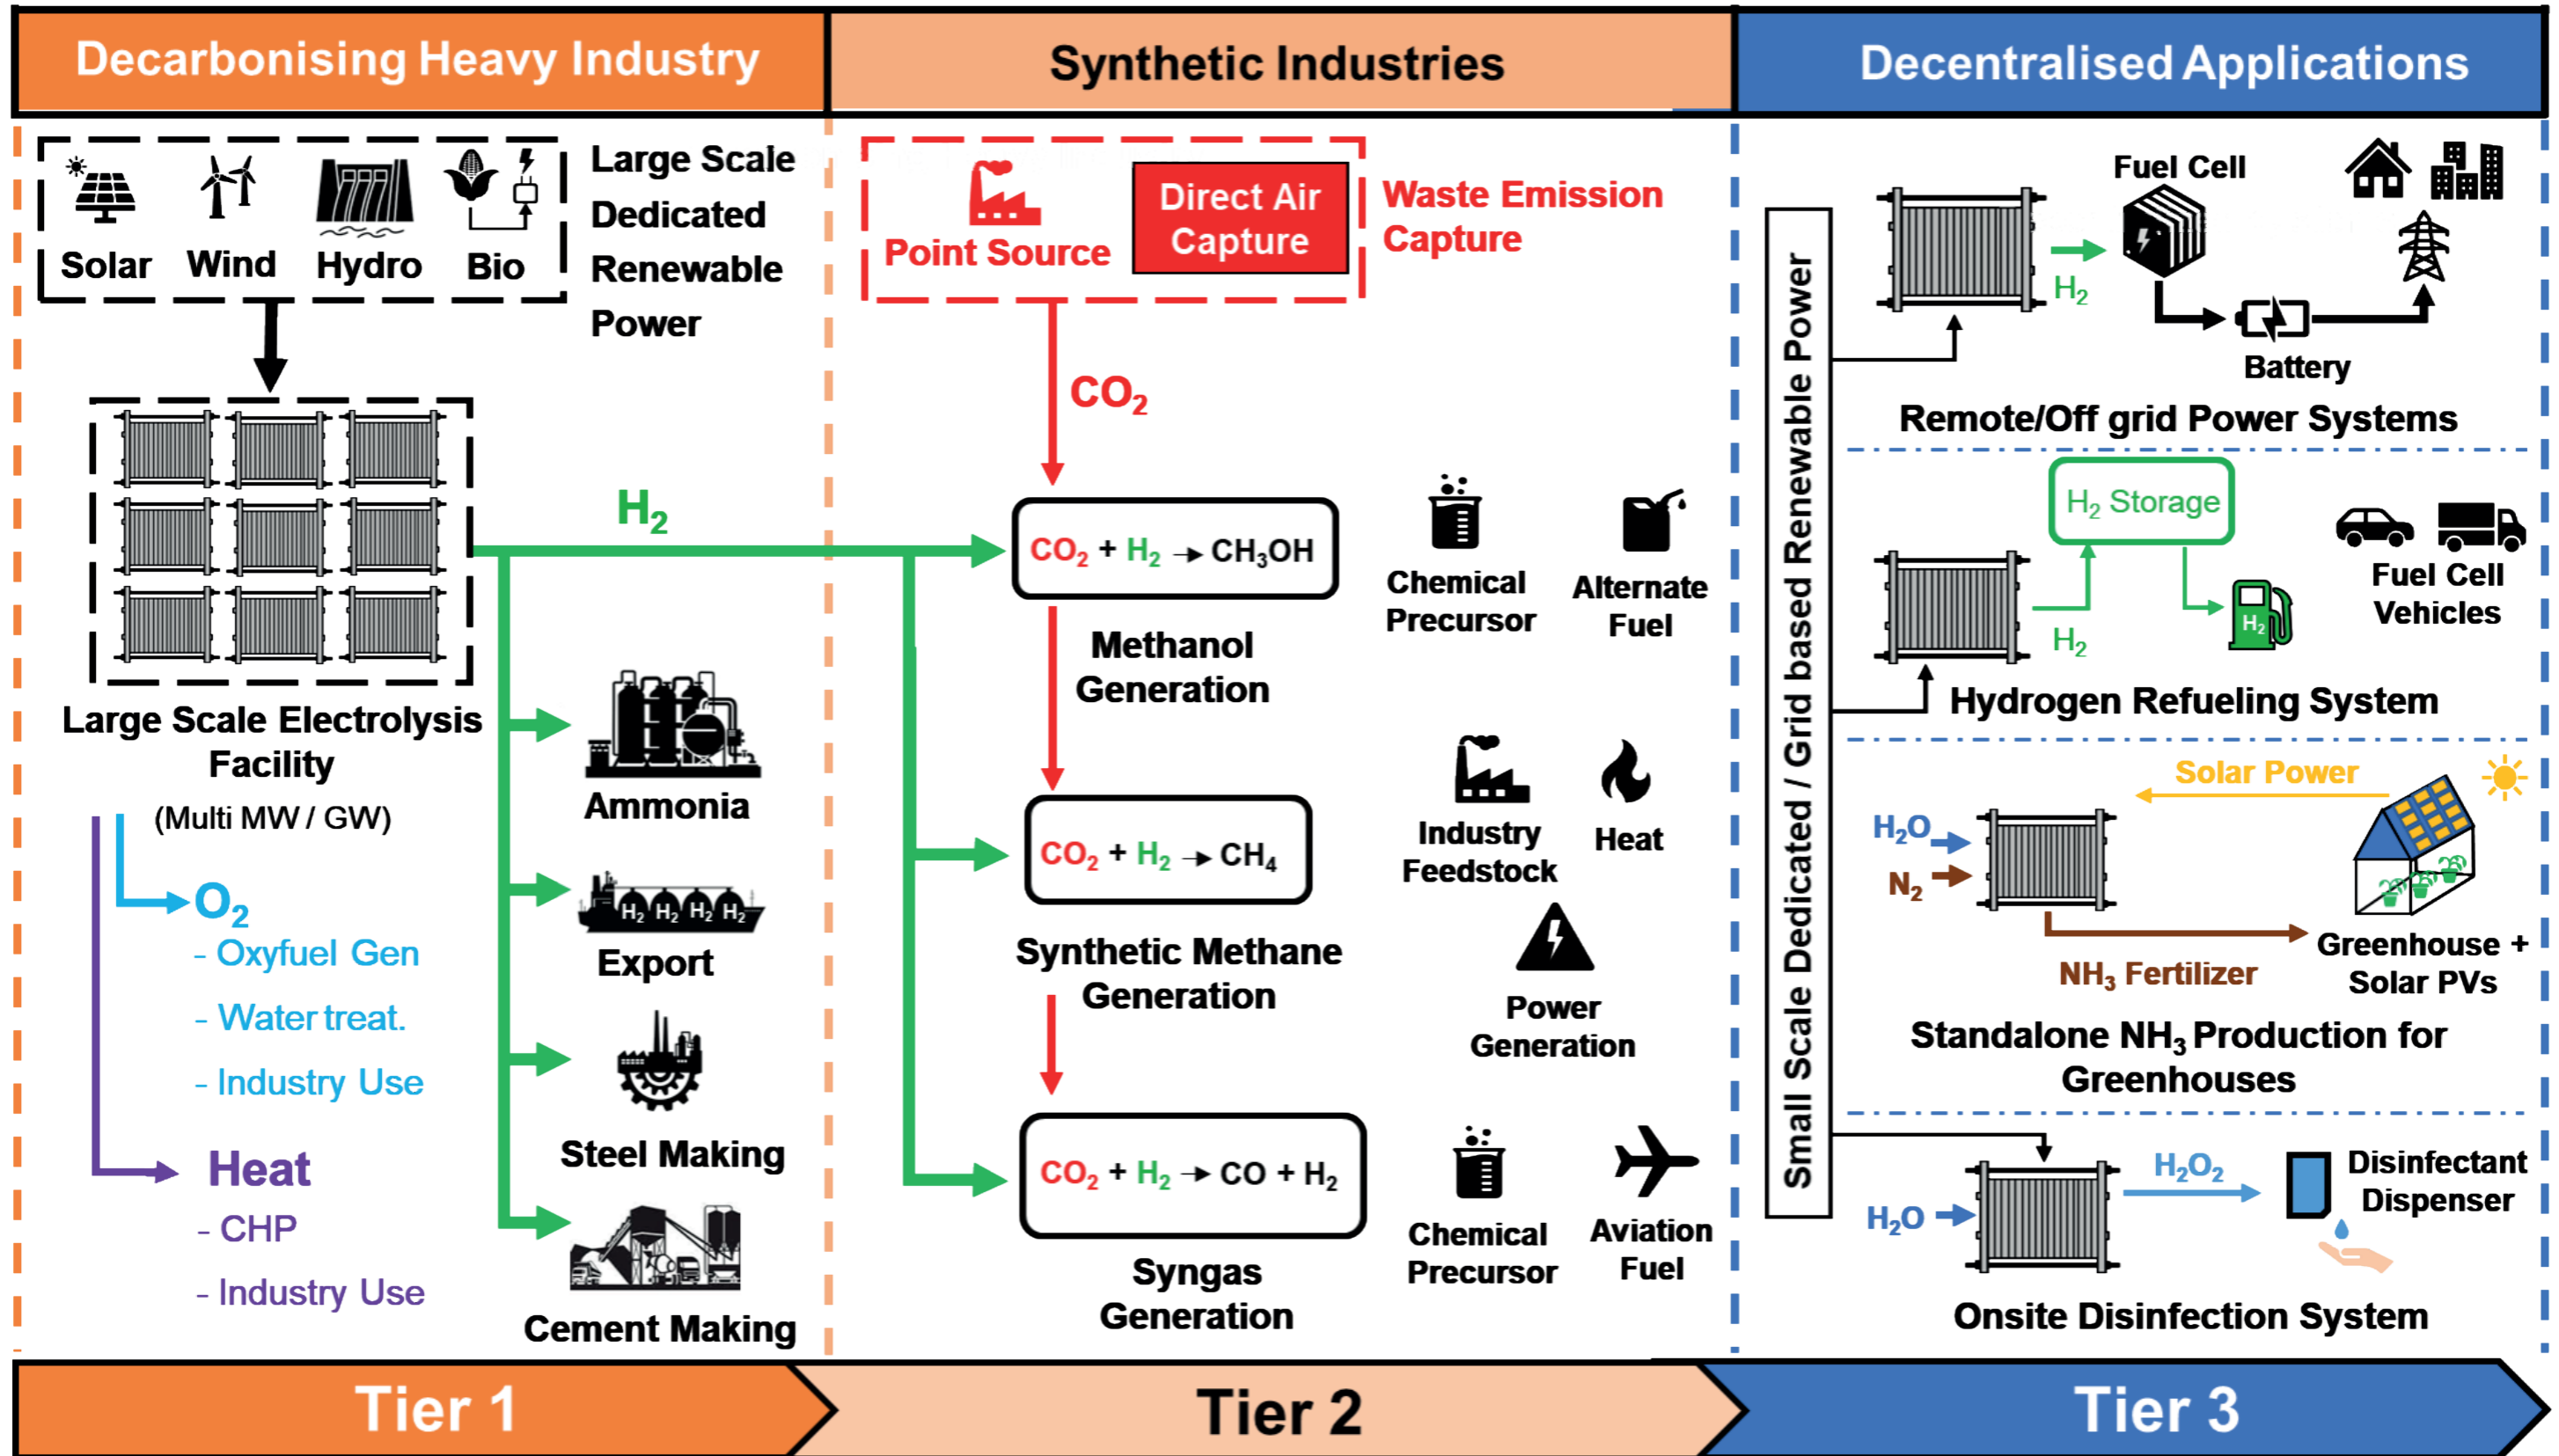 Decarbonising Heavy Industry
Synthetic Industries
Decentralised Applications
Solar
Wind
Hydro
Bio
Large Scale
Dedicated
Renewable
Power
Large Scale Electrolysis
Facility
(Multi MW / GW)
O₂
- Oxyfuel Gen
- Water treat.
- Industry Use
Heat
- CHP
- Industry Use
H₂
Ammonia
H₂ H₂ H₂ H₂
Export
Steel Making
Cement Making
Point Source
Direct Air
Capture
Waste Emission
Capture
CO₂
CO₂ + H₂ → CH₃OH
Methanol
Generation
Chemical
Precursor
Alternate
Fuel
CO₂ + H₂ → CH₄
Synthetic Methane
Generation
Industry
Feedstock
Heat
Power
Generation
CO₂ + H₂ → CO + H₂
Syngas
Generation
Chemical
Precursor
Aviation
Fuel
Small Scale Dedicated / Grid based Renewable Power
Fuel Cell
H₂
Battery
Remote/Off grid Power Systems
H₂ Storage
H₂
H₂
Fuel Cell
Vehicles
Hydrogen Refueling System
Solar Power
H₂O
N₂
NH₃ Fertilizer
Greenhouse +
Solar PVs
Standalone NH₃ Production for
Greenhouses
H₂O
H₂O₂
Disinfectant
Dispenser
Onsite Disinfection System
Tier 1
Tier 2
Tier 3